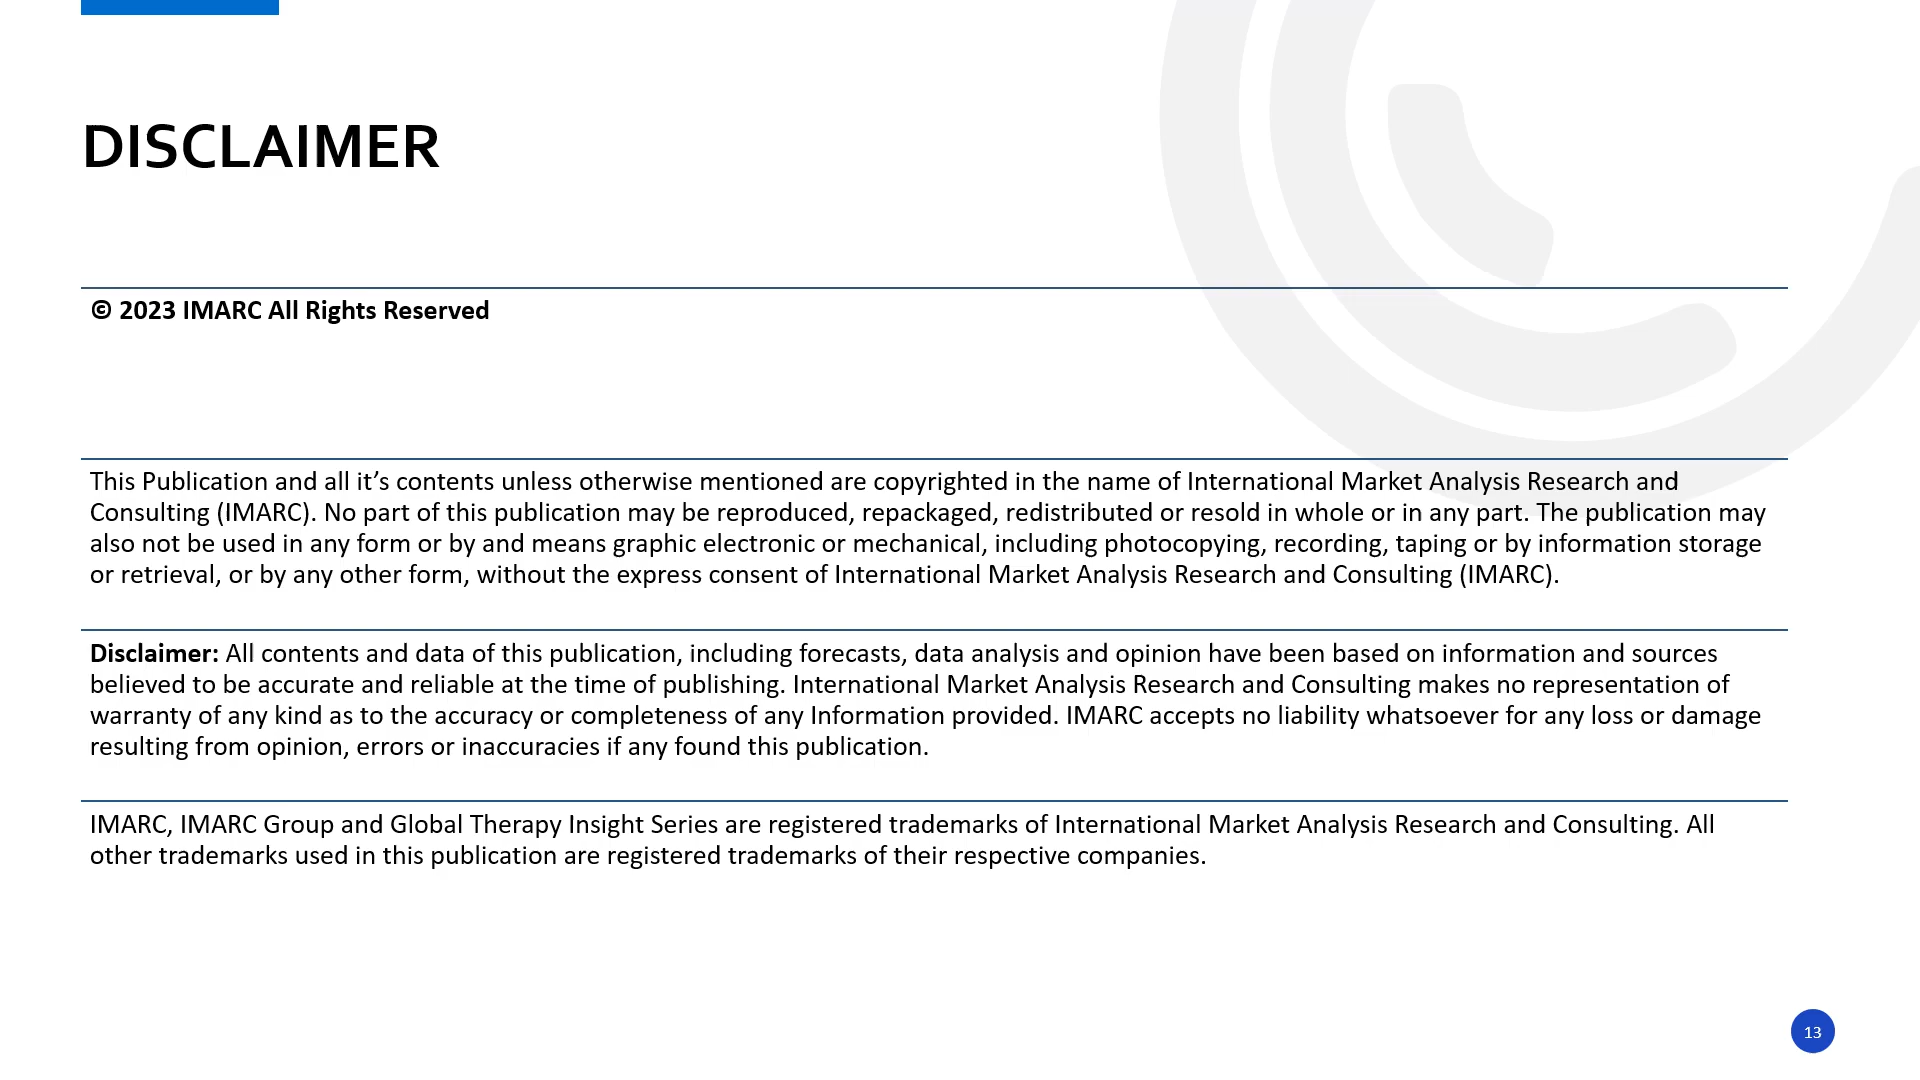 DISCLAIMER
© 2023 IMARC All Rights Reserved
This Publication and all it’s contents unless otherwise mentioned are copyrighted in the name of International Market Analysis Research and
Consulting (IMARC). No part of this publication may be reproduced, repackaged, redistributed or resold in whole or in any part. The publication may
also not be used in any form or by and means graphic electronic or mechanical, including photocopying, recording, taping or by information storage
or retrieval, or by any other form, without the express consent of International Market Analysis Research and Consulting (IMARC).
Disclaimer: All contents and data of this publication, including forecasts, data analysis and opinion have been based on information and sources
believed to be accurate and reliable at the time of publishing. International Market Analysis Research and Consulting makes no representation of
warranty of any kind as to the accuracy or completeness of any Information provided. IMARC accepts no liability whatsoever for any loss or damage
resulting from opinion, errors or inaccuracies if any found this publication.
IMARC, IMARC Group and Global Therapy Insight Series are registered trademarks of International Market Analysis Research and Consulting. All
other trademarks used in this publication are registered trademarks of their respective companies.
13